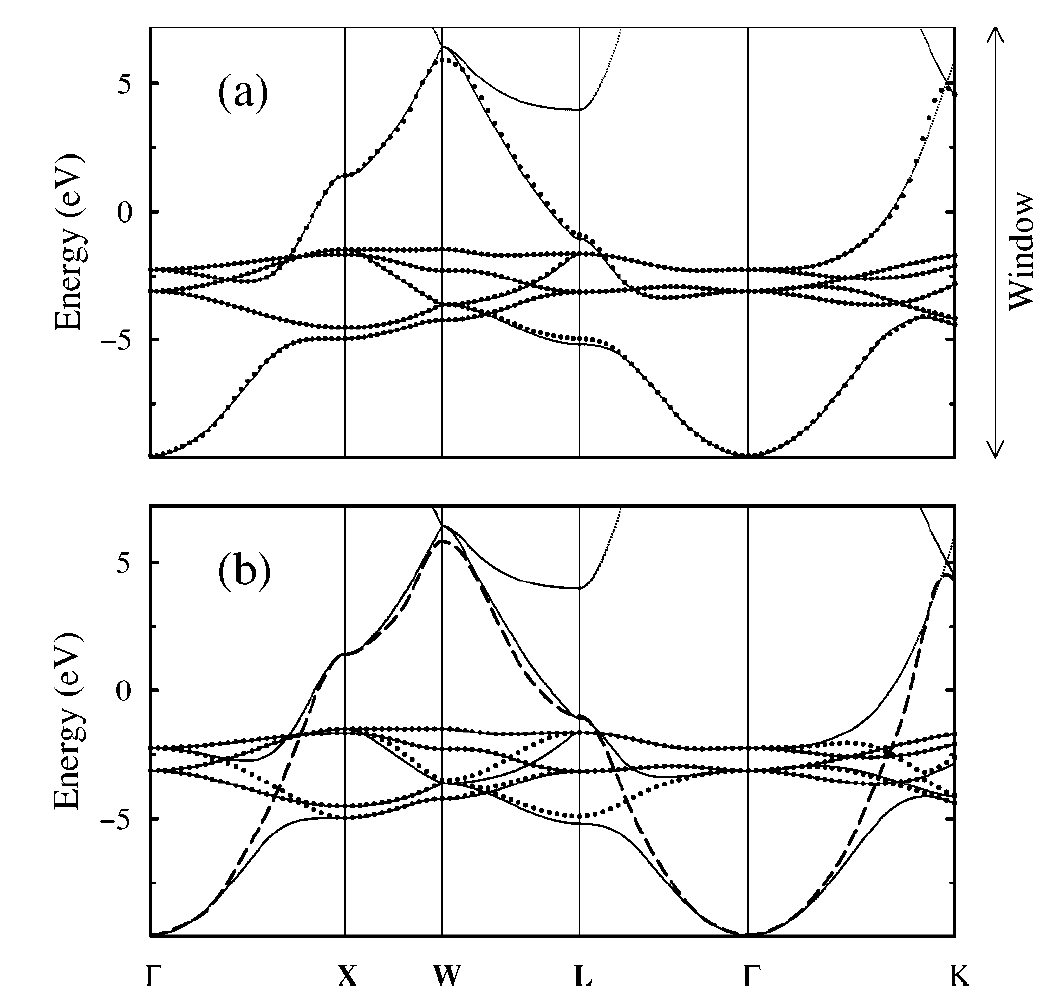 (a)
5
0
−5
Energy (eV)
Window
(b)
5
0
−5
Energy (eV)
Γ X W L Γ K